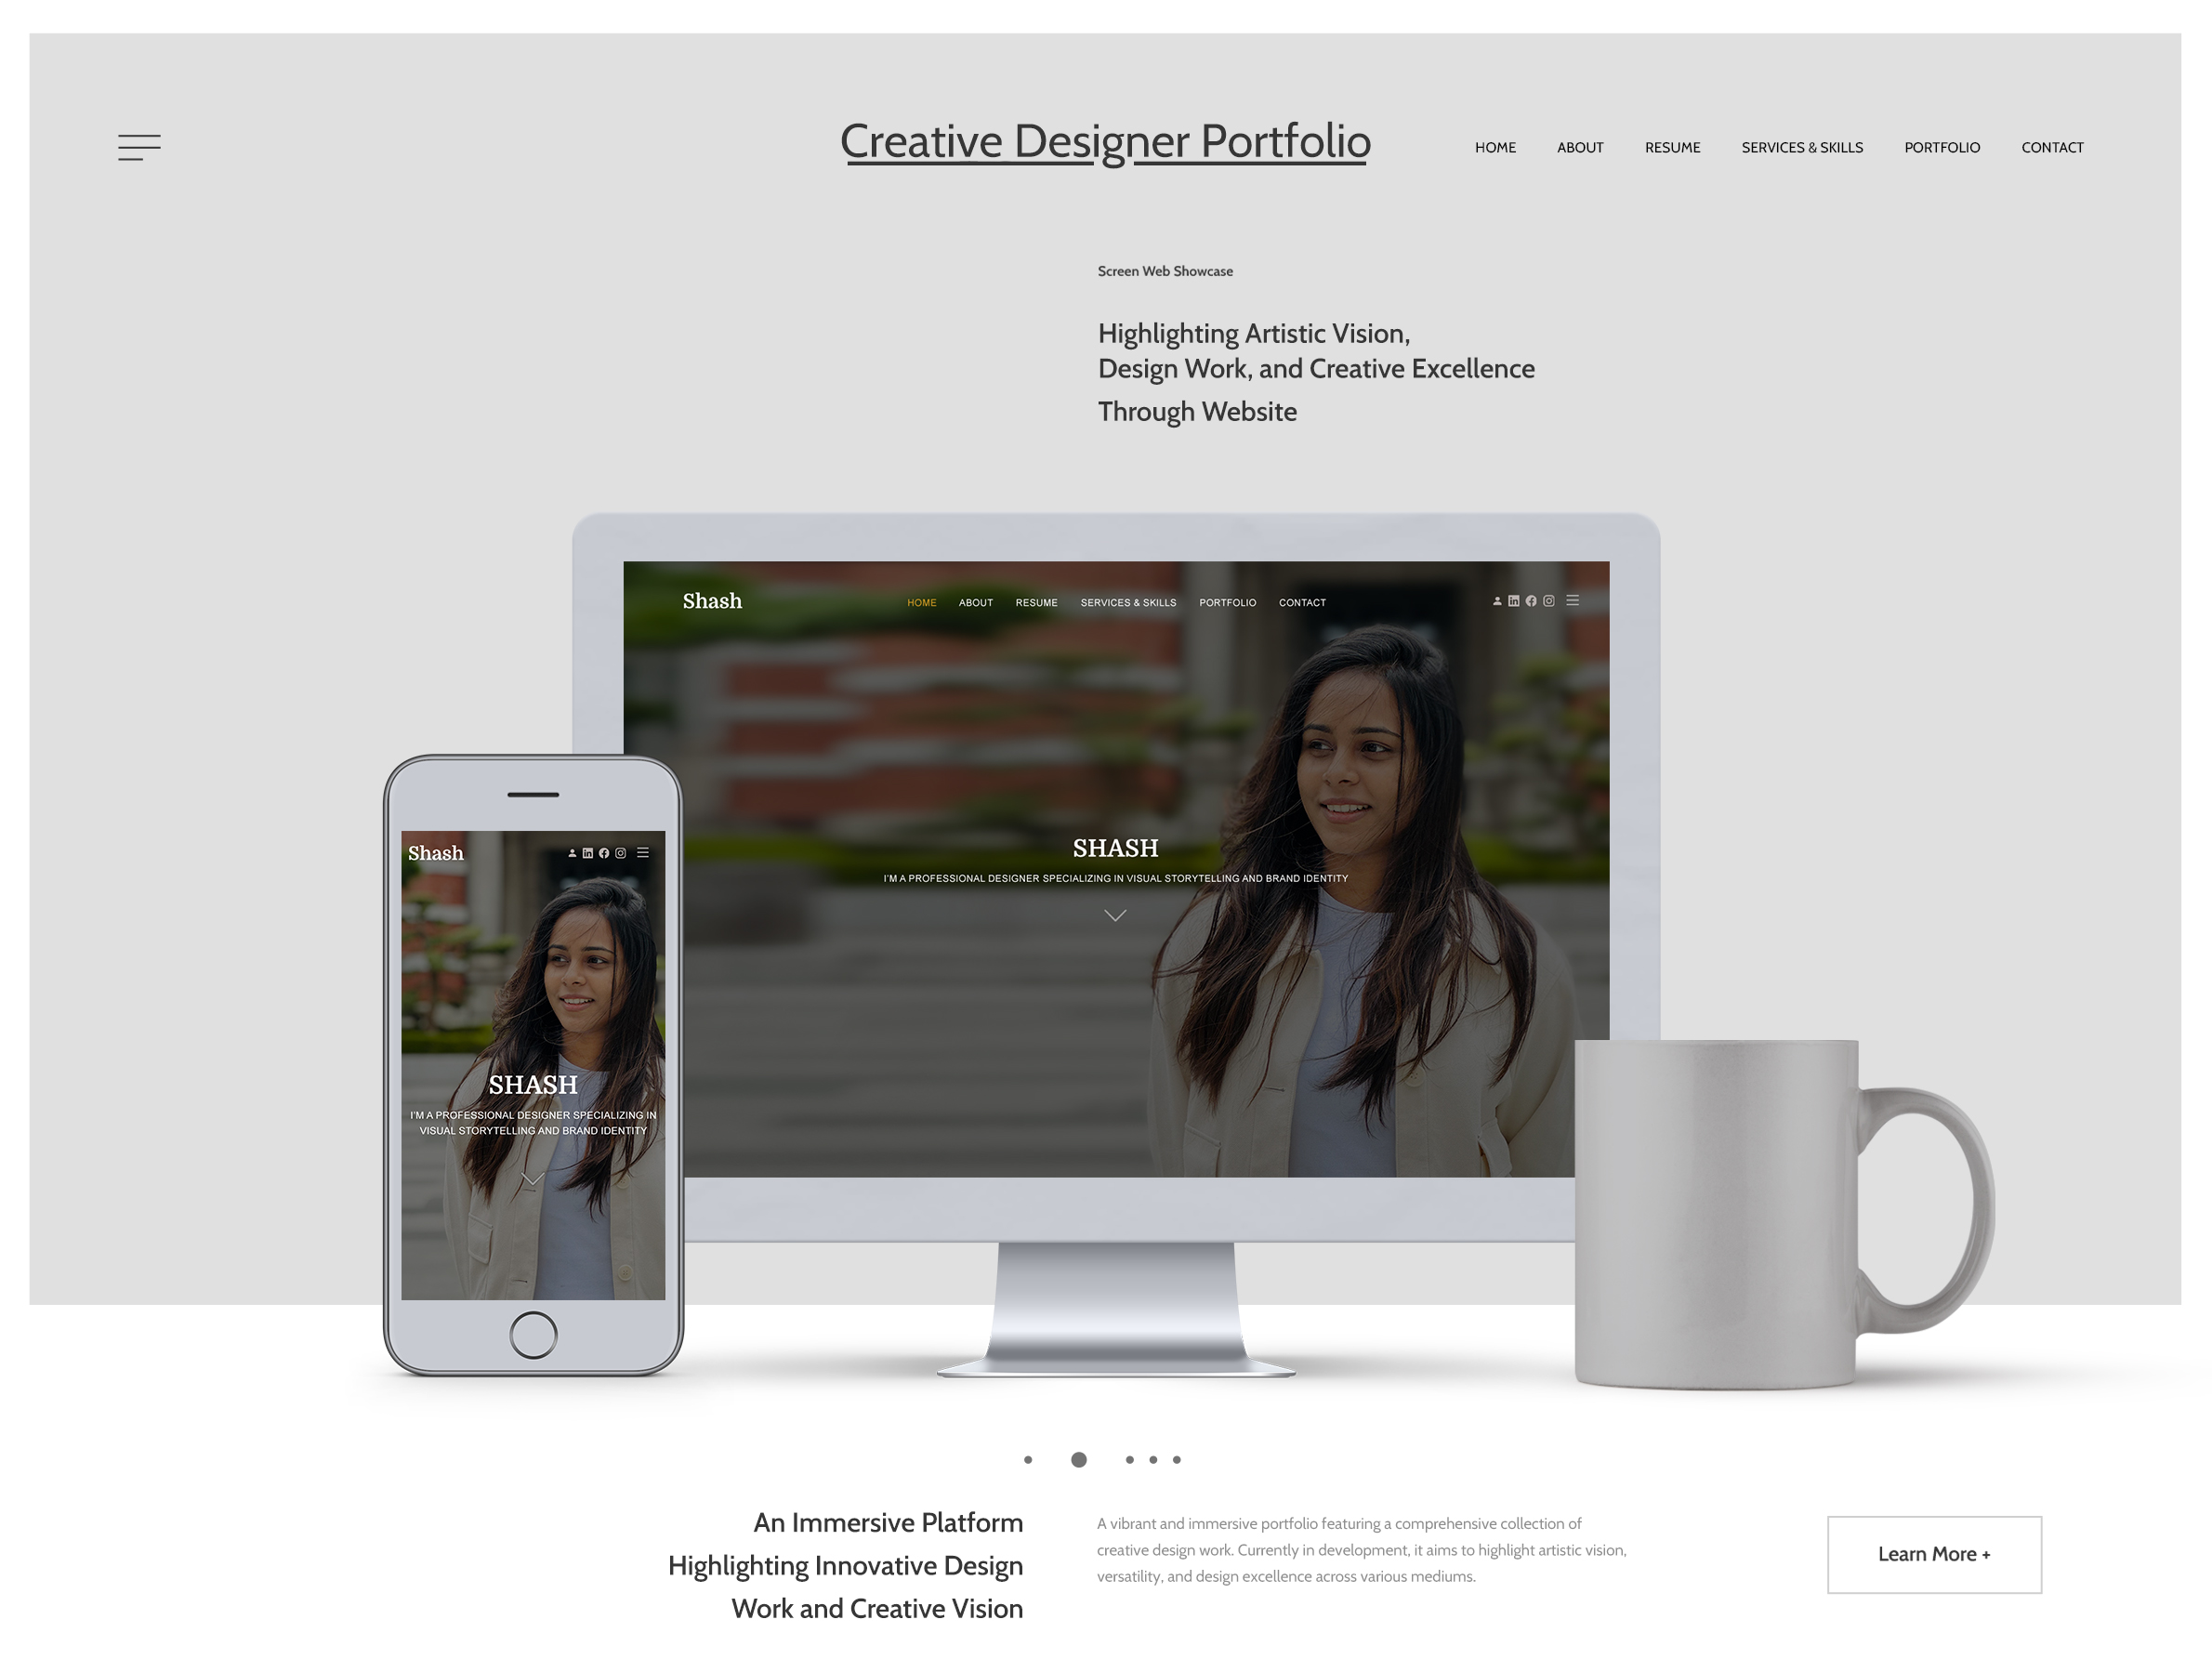 Creative Designer Portfolio
HOME ABOUT RESUME SERVICES & SKILLS PORTFOLIO CONTACT
Screen Web Showcase
Highlighting Artistic Vision,
Design Work, and Creative Excellence
Through Website
Shash
HOME ABOUT RESUME SERVICES & SKILLS PORTFOLIO CONTACT
SHASH
I'M A PROFESSIONAL DESIGNER SPECIALIZING IN VISUAL STORYTELLING AND BRAND IDENTITY
Shash
SHASH
I'M A PROFESSIONAL DESIGNER SPECIALIZING IN
VISUAL STORYTELLING AND BRAND IDENTITY
An Immersive Platform
Highlighting Innovative Design
Work and Creative Vision
A vibrant and immersive portfolio featuring a comprehensive collection of
creative design work. Currently in development, it aims to highlight artistic vision,
versatility, and design excellence across various mediums.
Learn More +